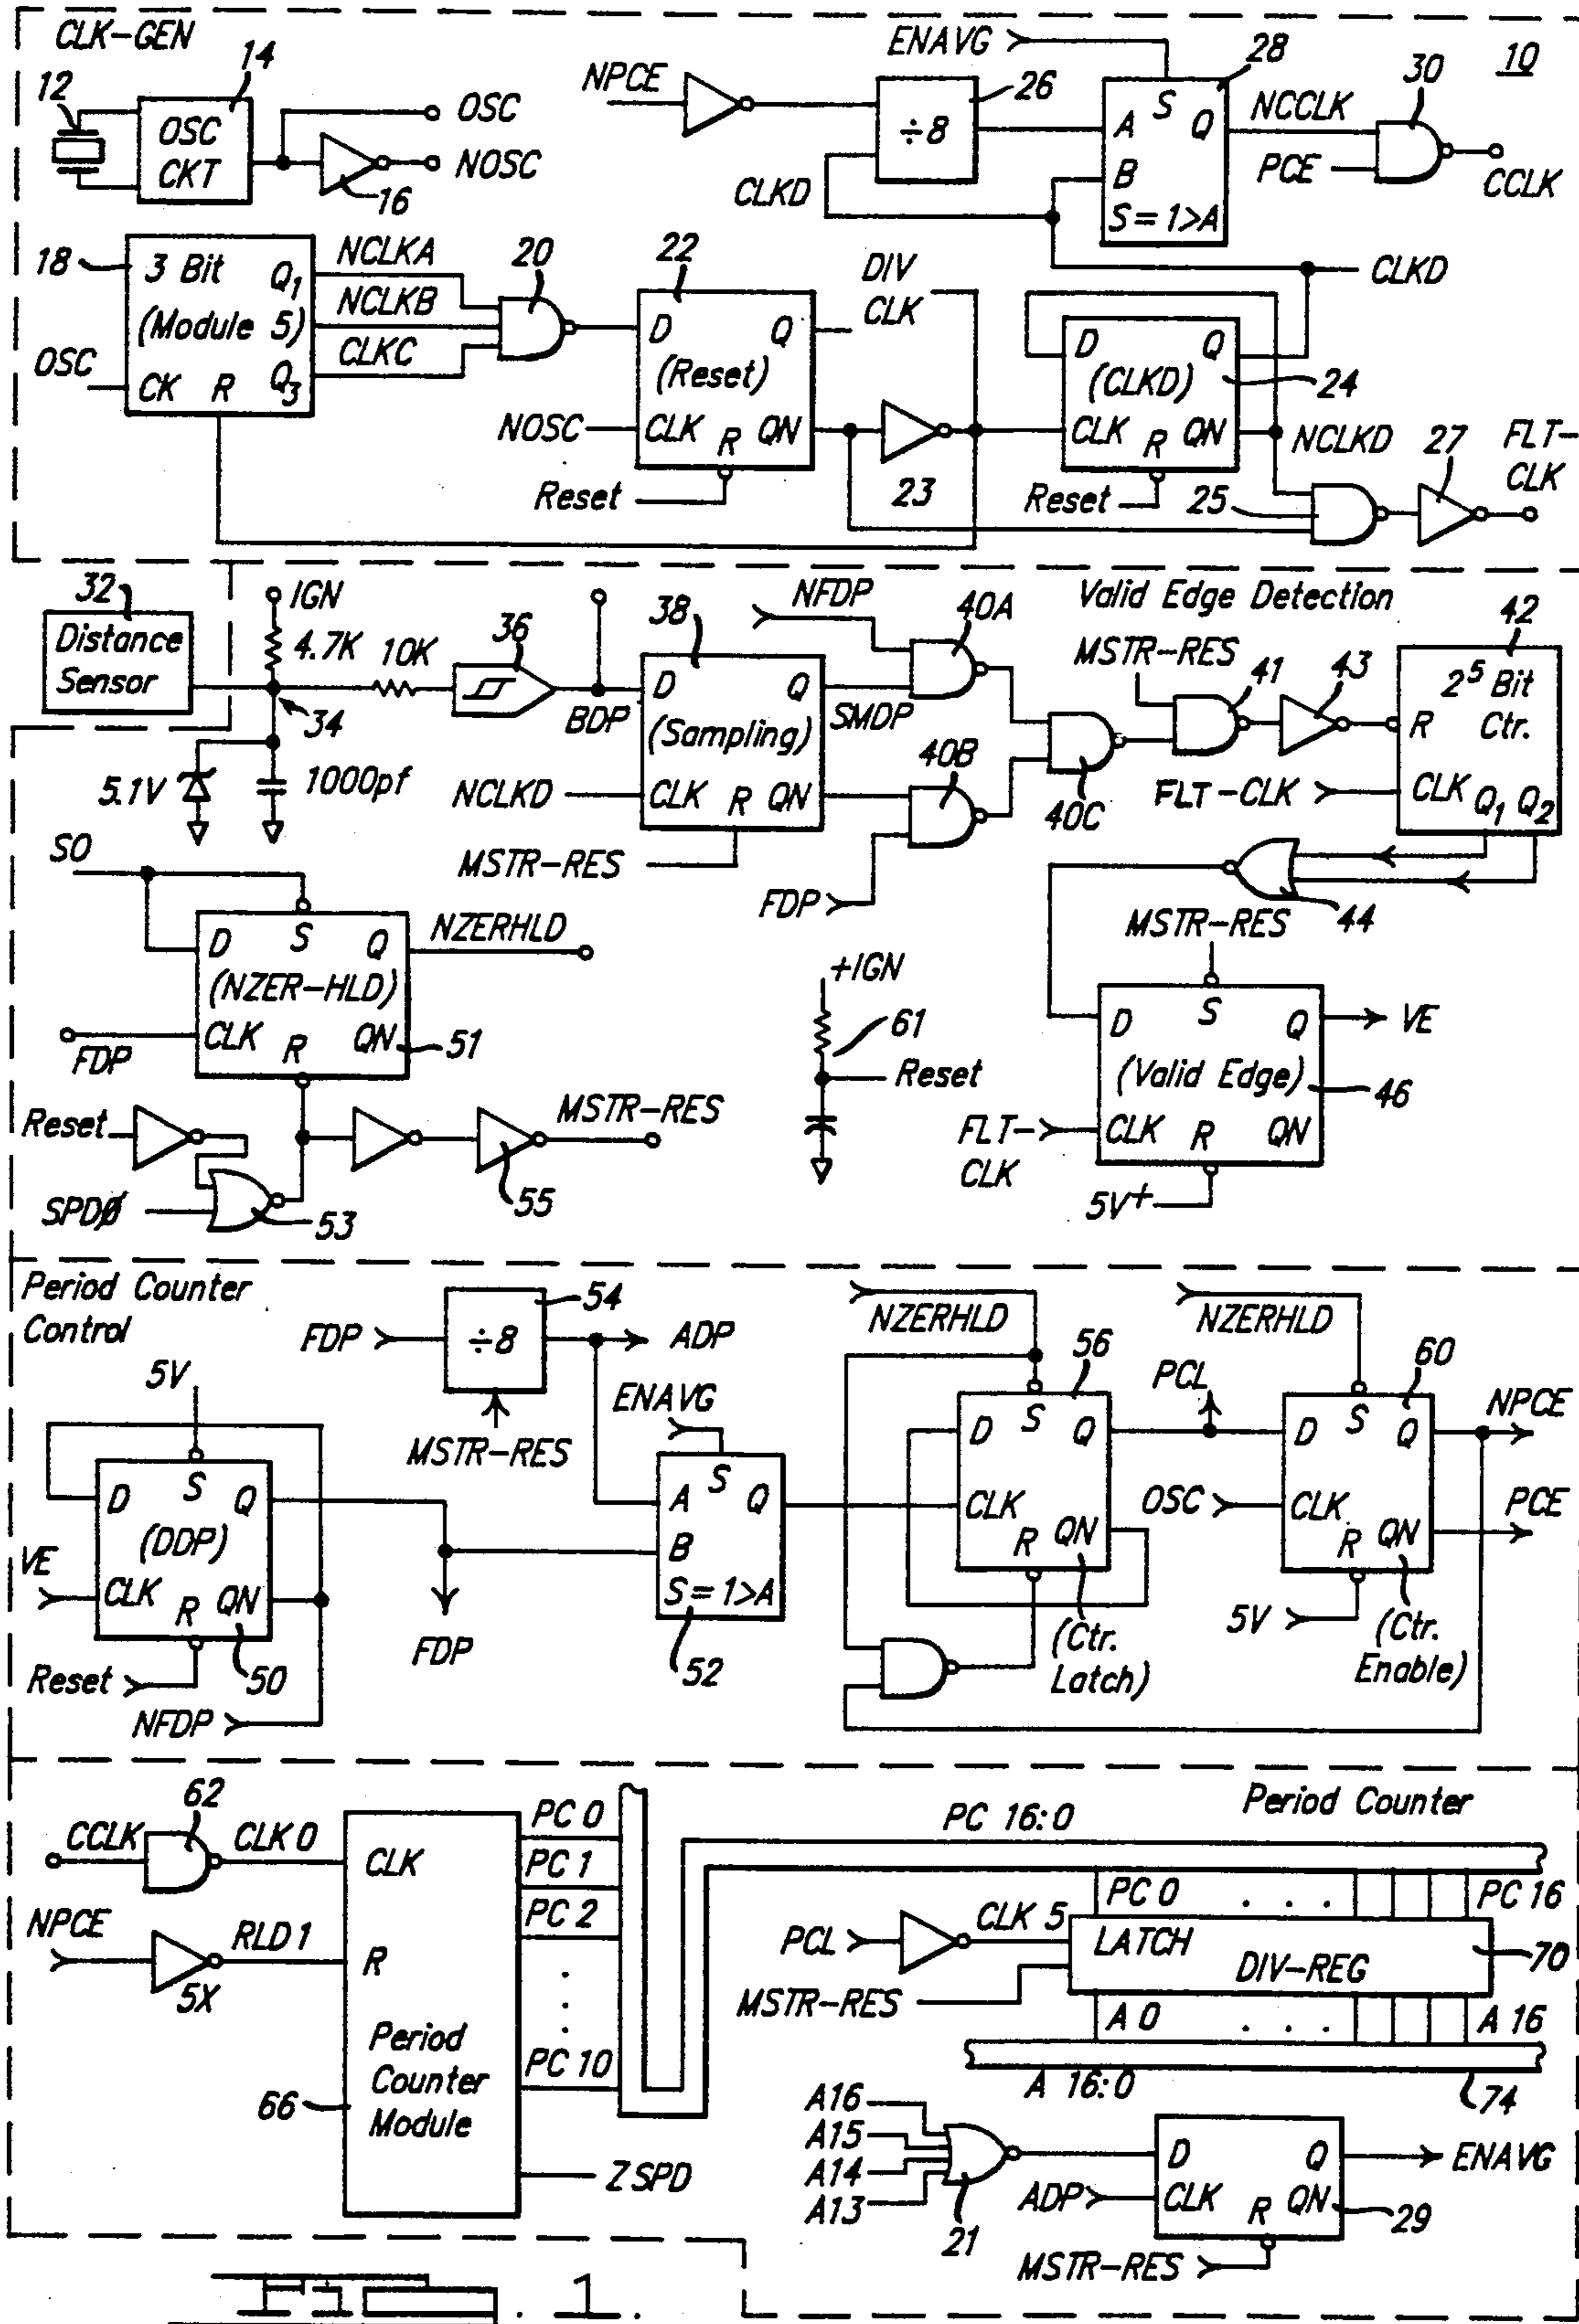 CLK-GEN
10
12
14
OSC
CKT
OSC
NOSC
16
NPCE
ENAVG
÷8
26
CLKD
28
S
A
Q
B
S=1>A
NCCLK
PCE
30
CCLK
CLKD
18
3 Bit
(Module 5)
Q1
Q3
OSC
CK
R
NCLKA
NCLKB
CLKC
20
22
D
Q
(Reset)
NOSC
CLK
R
QN
Reset
DIV
CLK
23
D
Q
(CLKD)
24
CLK
R
QN
Reset
NCLKD
25
27
FLT-
CLK
32
Distance
Sensor
IGN
4.7K
10K
34
5.1V
1000pf
36
BDP
38
D
Q
(Sampling)
NCLKD
CLK
R
QN
MSTR-RES
SMDP
NFDP
40A
40B
FDP
40C
Valid Edge Detection
MSTR-RES
41
43
42
2⁵ Bit
Ctr.
R
FLT-CLK
CLK
Q1
Q2
44
MSTR-RES
D
S
Q
VE
(Valid Edge)
46
FLT-
CLK
CLK
R
QN
5V+
SO
D
S
Q
NZERHLD
(NZER-HLD)
FDP
CLK
R
QN
51
Reset
SPDØ
53
55
MSTR-RES
+IGN
61
Reset
Period Counter
Control
FDP
÷8
54
ADP
MSTR-RES
5V
D
S
Q
(DDP)
VE
CLK
R
QN
Reset
50
NFDP
FDP
ENAVG
A
S
Q
B
S=1>A
52
NZERHLD
56
D
S
Q
CLK
R
QN
(Ctr.
Latch)
PCL
NZERHLD
60
D
S
Q
NPCE
OSC
CLK
R
QN
PCE
5V
(Ctr.
Enable)
62
CCLK
CLK 0
NPCE
RLD 1
5X
CLK
R
Period
Counter
Module
66
PC 0
PC 1
PC 2
PC 10
ZSPD
Period Counter
PC 16:0
PC 0 . . . PC 16
PCL
CLK 5
LATCH
DIV-REG
70
MSTR-RES
A 0 . . . A 16
A 16:0
74
A16
A15
A14
A13
21
D
Q
ENAVG
ADP
CLK
R
QN
29
MSTR-RES
1.